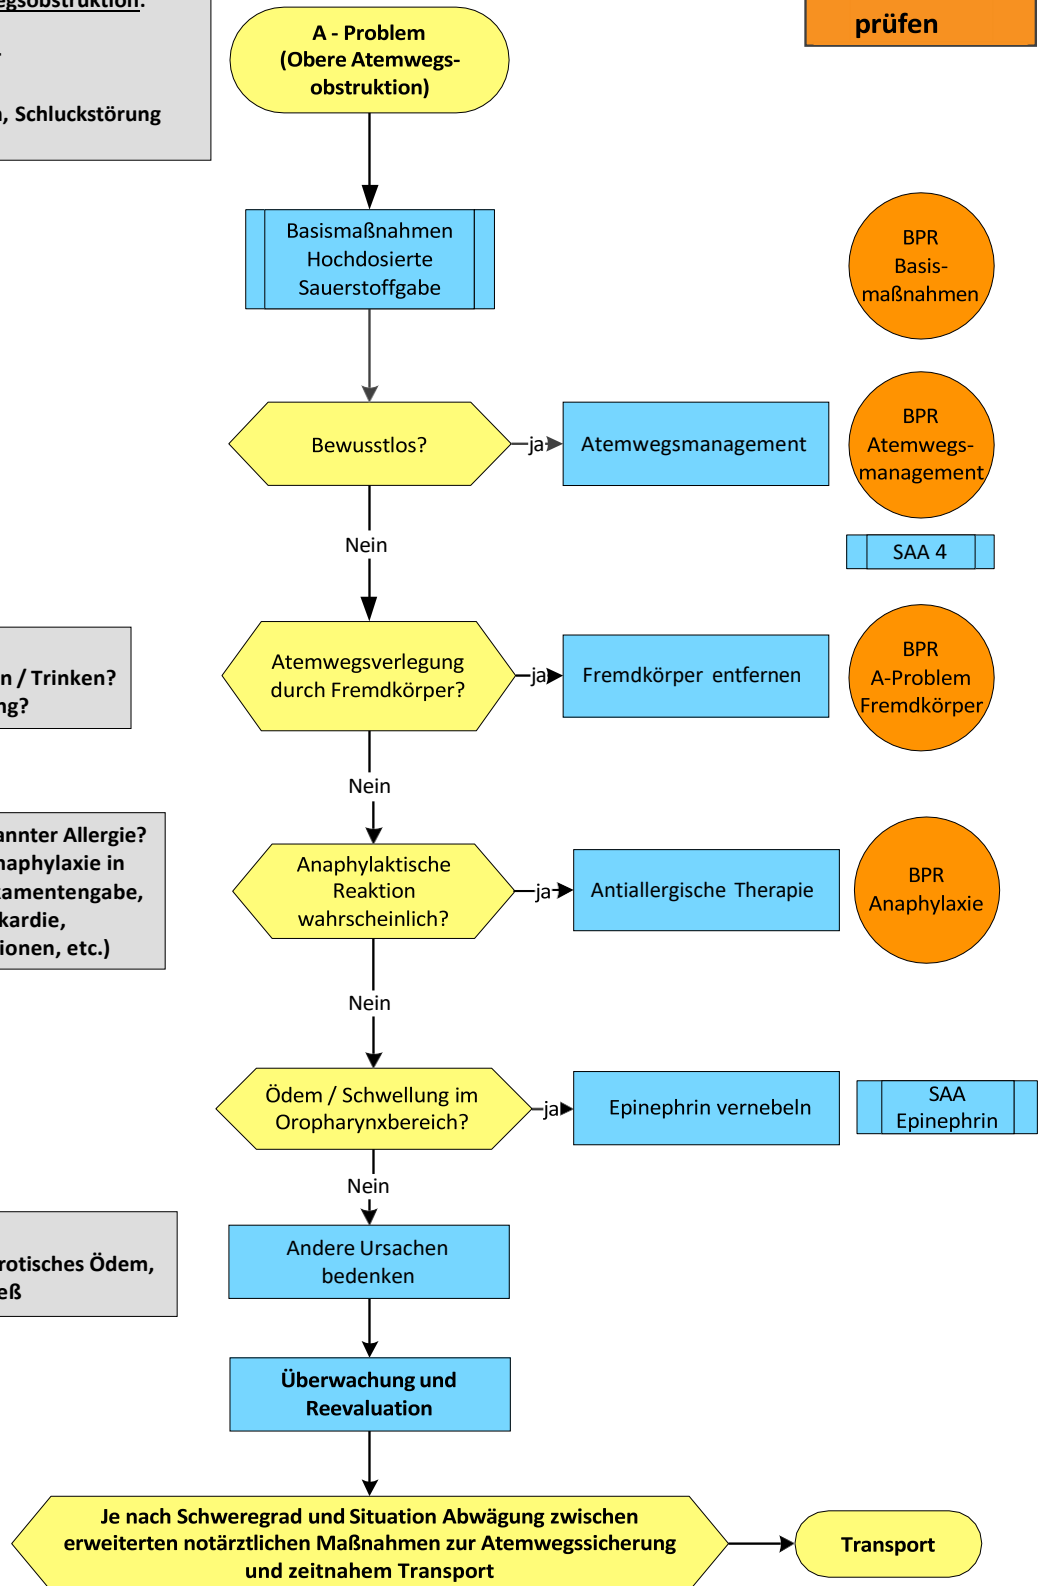 A - Problem
(Obere Atemwegs-
obstruktion)
prüfen
egsobstruktion:
, Schluckstörung
Basismaßnahmen
Hochdosierte
Sauerstoffgabe
BPR
Basis-
maßnahmen
Bewusstlos?
ja
Atemwegsmanagement
BPR
Atemwegs-
management
Nein
SAA 4
n / Trinken?
ng?
Atemwegsverlegung
durch Fremdkörper?
ja
Fremdkörper entfernen
BPR
A-Problem
Fremdkörper
Nein
annter Allergie?
naphylaxie in
kamentengabe,
kardie,
tionen, etc.)
Anaphylaktische
Reaktion
wahrscheinlich?
ja
Antiallergische Therapie
BPR
Anaphylaxie
Nein
Ödem / Schwellung im
Oropharynxbereich?
ja
Epinephrin vernebeln
SAA
Epinephrin
Nein
rotisches Ödem,
eß
Andere Ursachen
bedenken
Überwachung und
Reevaluation
Je nach Schweregrad und Situation Abwägung zwischen
erweiterten notärztlichen Maßnahmen zur Atemwegssicherung
und zeitnahem Transport
Transport